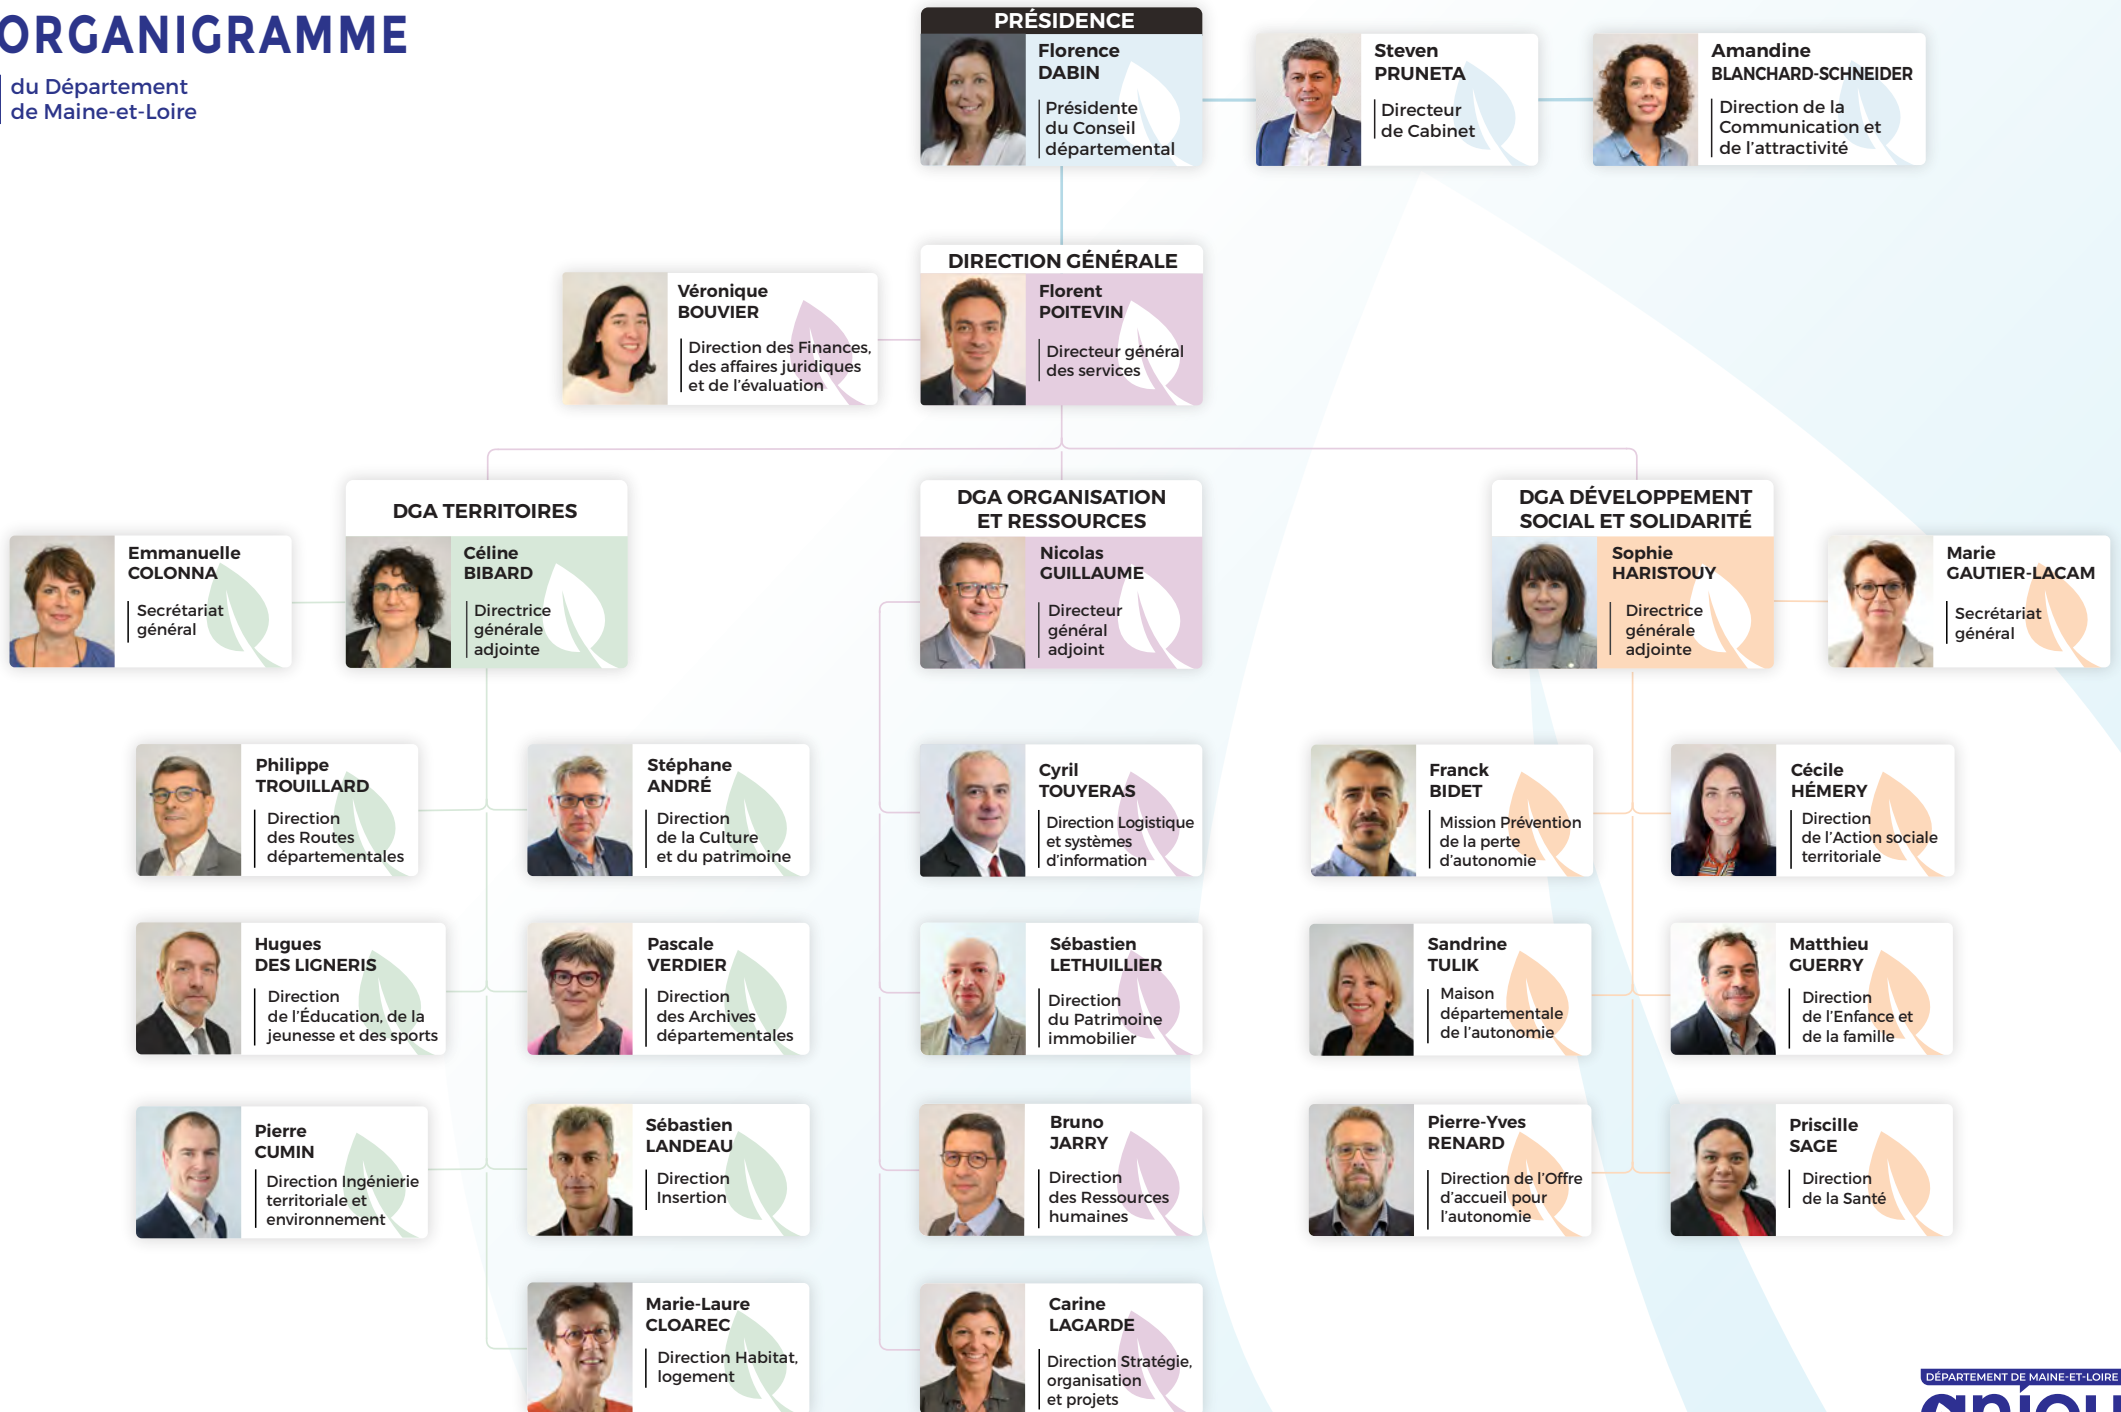 ORGANIGRAMME
du Département
de Maine-et-Loire
PRÉSIDENCE
Florence
DABIN
Présidente
du Conseil
départemental
Steven
PRUNETA
Directeur
de Cabinet
Amandine
BLANCHARD-SCHNEIDER
Direction de la
Communication et
de l'attractivité
Véronique
BOUVIER
Direction des Finances,
des affaires juridiques
et de l'évaluation
DIRECTION GÉNÉRALE
Florent
POITEVIN
Directeur général
des services
DGA TERRITOIRES
Emmanuelle
COLONNA
Secrétariat
général
Céline
BIBARD
Directrice
générale
adjointe
DGA ORGANISATION
ET RESSOURCES
Nicolas
GUILLAUME
Directeur
général
adjoint
DGA DÉVELOPPEMENT
SOCIAL ET SOLIDARITÉ
Sophie
HARISTOUY
Directrice
générale
adjointe
Marie
GAUTIER-LACAM
Secrétariat
général
Philippe
TROUILLARD
Direction
des Routes
départementales
Stéphane
ANDRÉ
Direction
de la Culture
et du patrimoine
Cyril
TOUYERAS
Direction Logistique
et systèmes
d'information
Franck
BIDET
Mission Prévention
de la perte
d'autonomie
Cécile
HÉMERY
Direction
de l'Action sociale
territoriale
Hugues
DES LIGNERIS
Direction
de l'Éducation, de la
jeunesse et des sports
Pascale
VERDIER
Direction
des Archives
départementales
Sébastien
LETHUILLIER
Direction
du Patrimoine
immobilier
Sandrine
TULIK
Maison
départementale
de l'autonomie
Matthieu
GUERRY
Direction
de l'Enfance et
de la famille
Pierre
CUMIN
Direction Ingénierie
territoriale et
environnement
Sébastien
LANDEAU
Direction
Insertion
Bruno
JARRY
Direction
des Ressources
humaines
Pierre-Yves
RENARD
Direction de l'Offre
d'accueil pour
l'autonomie
Priscille
SAGE
Direction
de la Santé
Marie-Laure
CLOAREC
Direction Habitat,
logement
Carine
LAGARDE
Direction Stratégie,
organisation
et projets
DÉPARTEMENT DE MAINE-ET-LOIRE
anjou